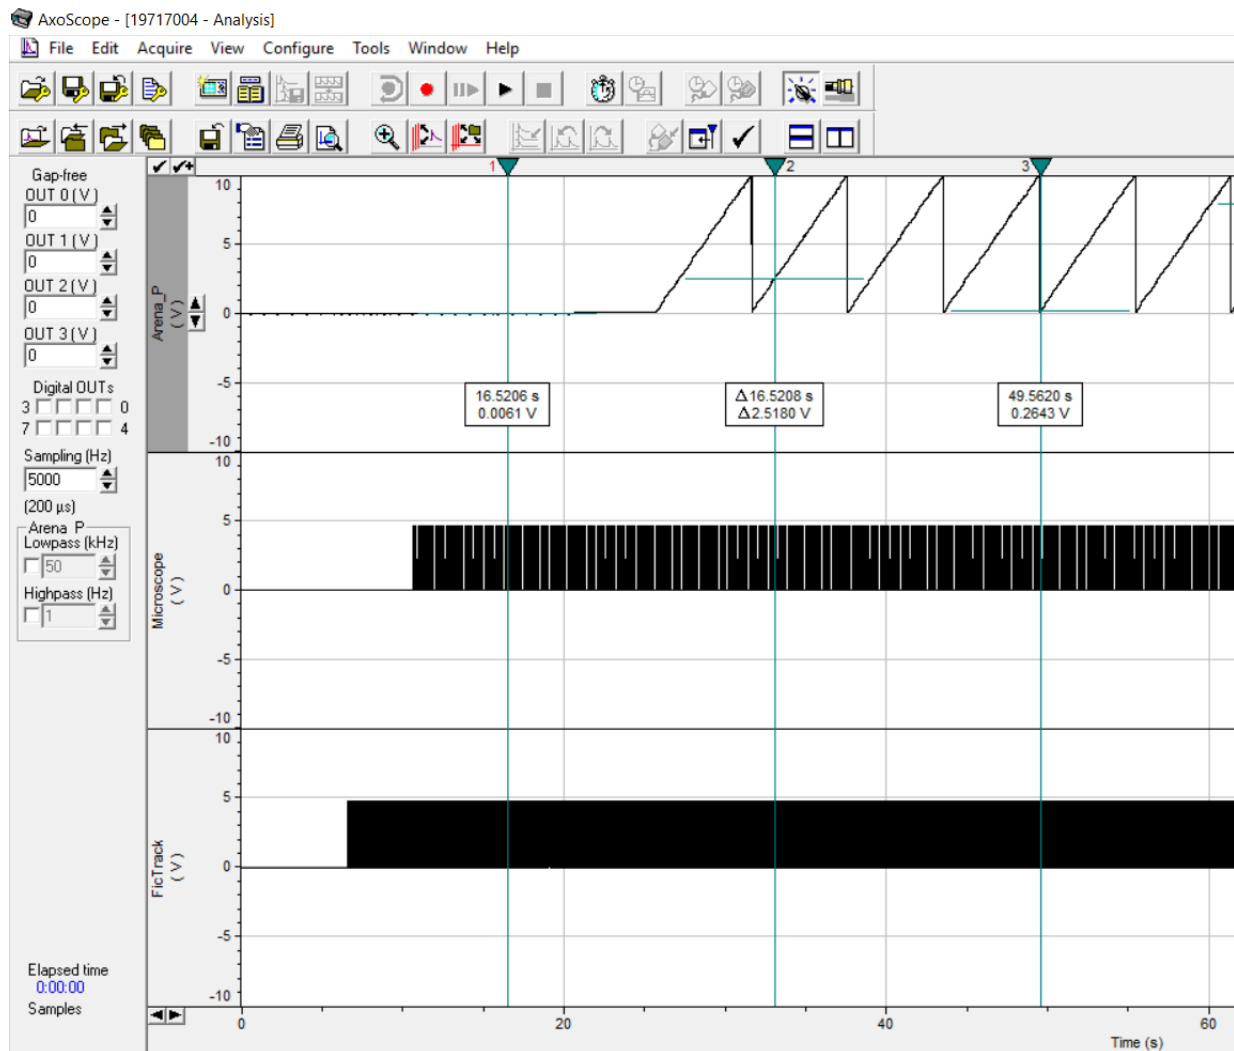 AxoScope - [19717004 - Analysis]
File Edit Acquire View Configure Tools Window Help
Gap-free
OUT 0 (V)
0
OUT 1 (V)
0
OUT 2 (V)
0
OUT 3 (V)
0
Digital OUTs
3 0
7 4
Sampling (Hz)
5000
(200 µs)
Arena_P
Lowpass (kHz)
50
Highpass (Hz)
1
Elapsed time
0:00:00
Samples
1 2 3
Arena_P
(V)
10
5
0
-5
-10
16.5206 s
0.0061 V
Δ16.5208 s
Δ2.5180 V
49.5620 s
0.2643 V
Microscope
(V)
10
5
0
-5
-10
FicTrack
(V)
10
5
0
-5
-10
0 20 40 60
Time (s)